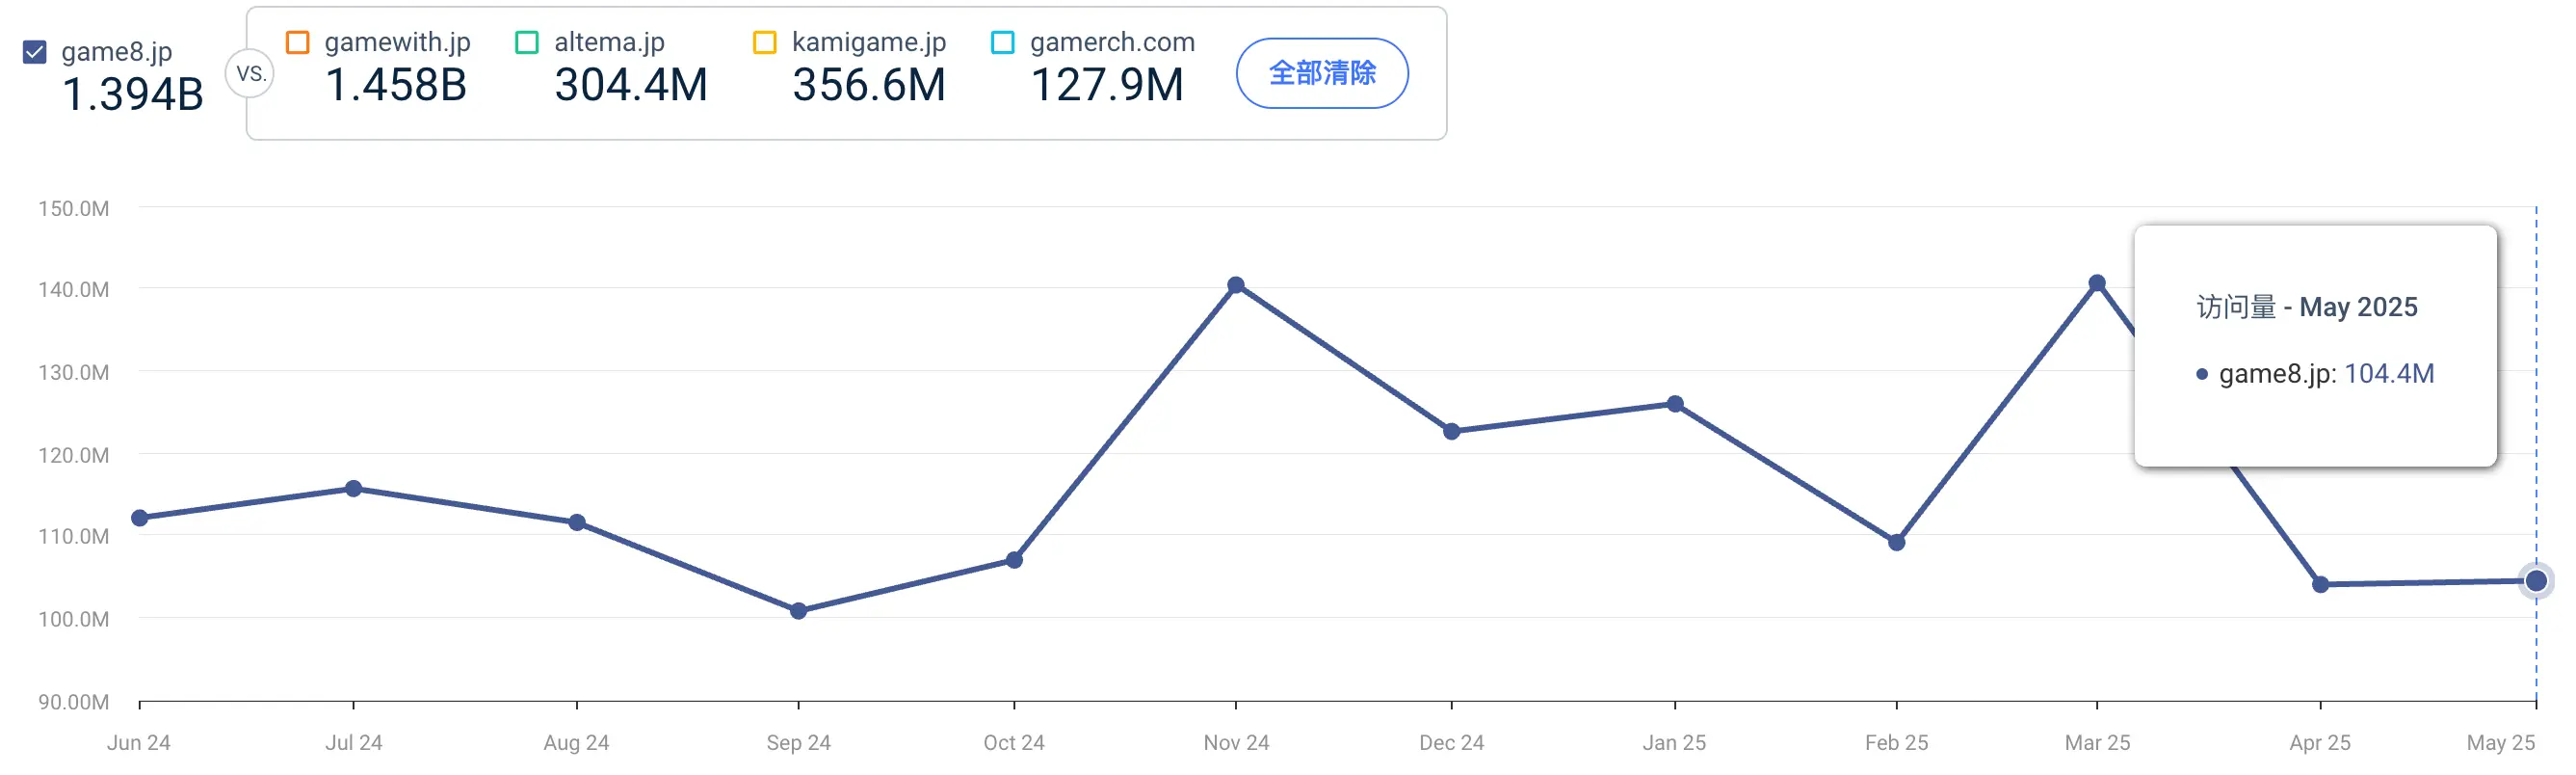 game8.jp
1.394B
VS.
gamewith.jp
1.458B
altema.jp
304.4M
kamigame.jp
356.6M
gamerch.com
127.9M
全部清除
150.0M
140.0M
130.0M
120.0M
110.0M
100.0M
90.00M
访问量 - May 2025
game8.jp: 104.4M
Jun 24
Jul 24
Aug 24
Sep 24
Oct 24
Nov 24
Dec 24
Jan 25
Feb 25
Mar 25
Apr 25
May 25